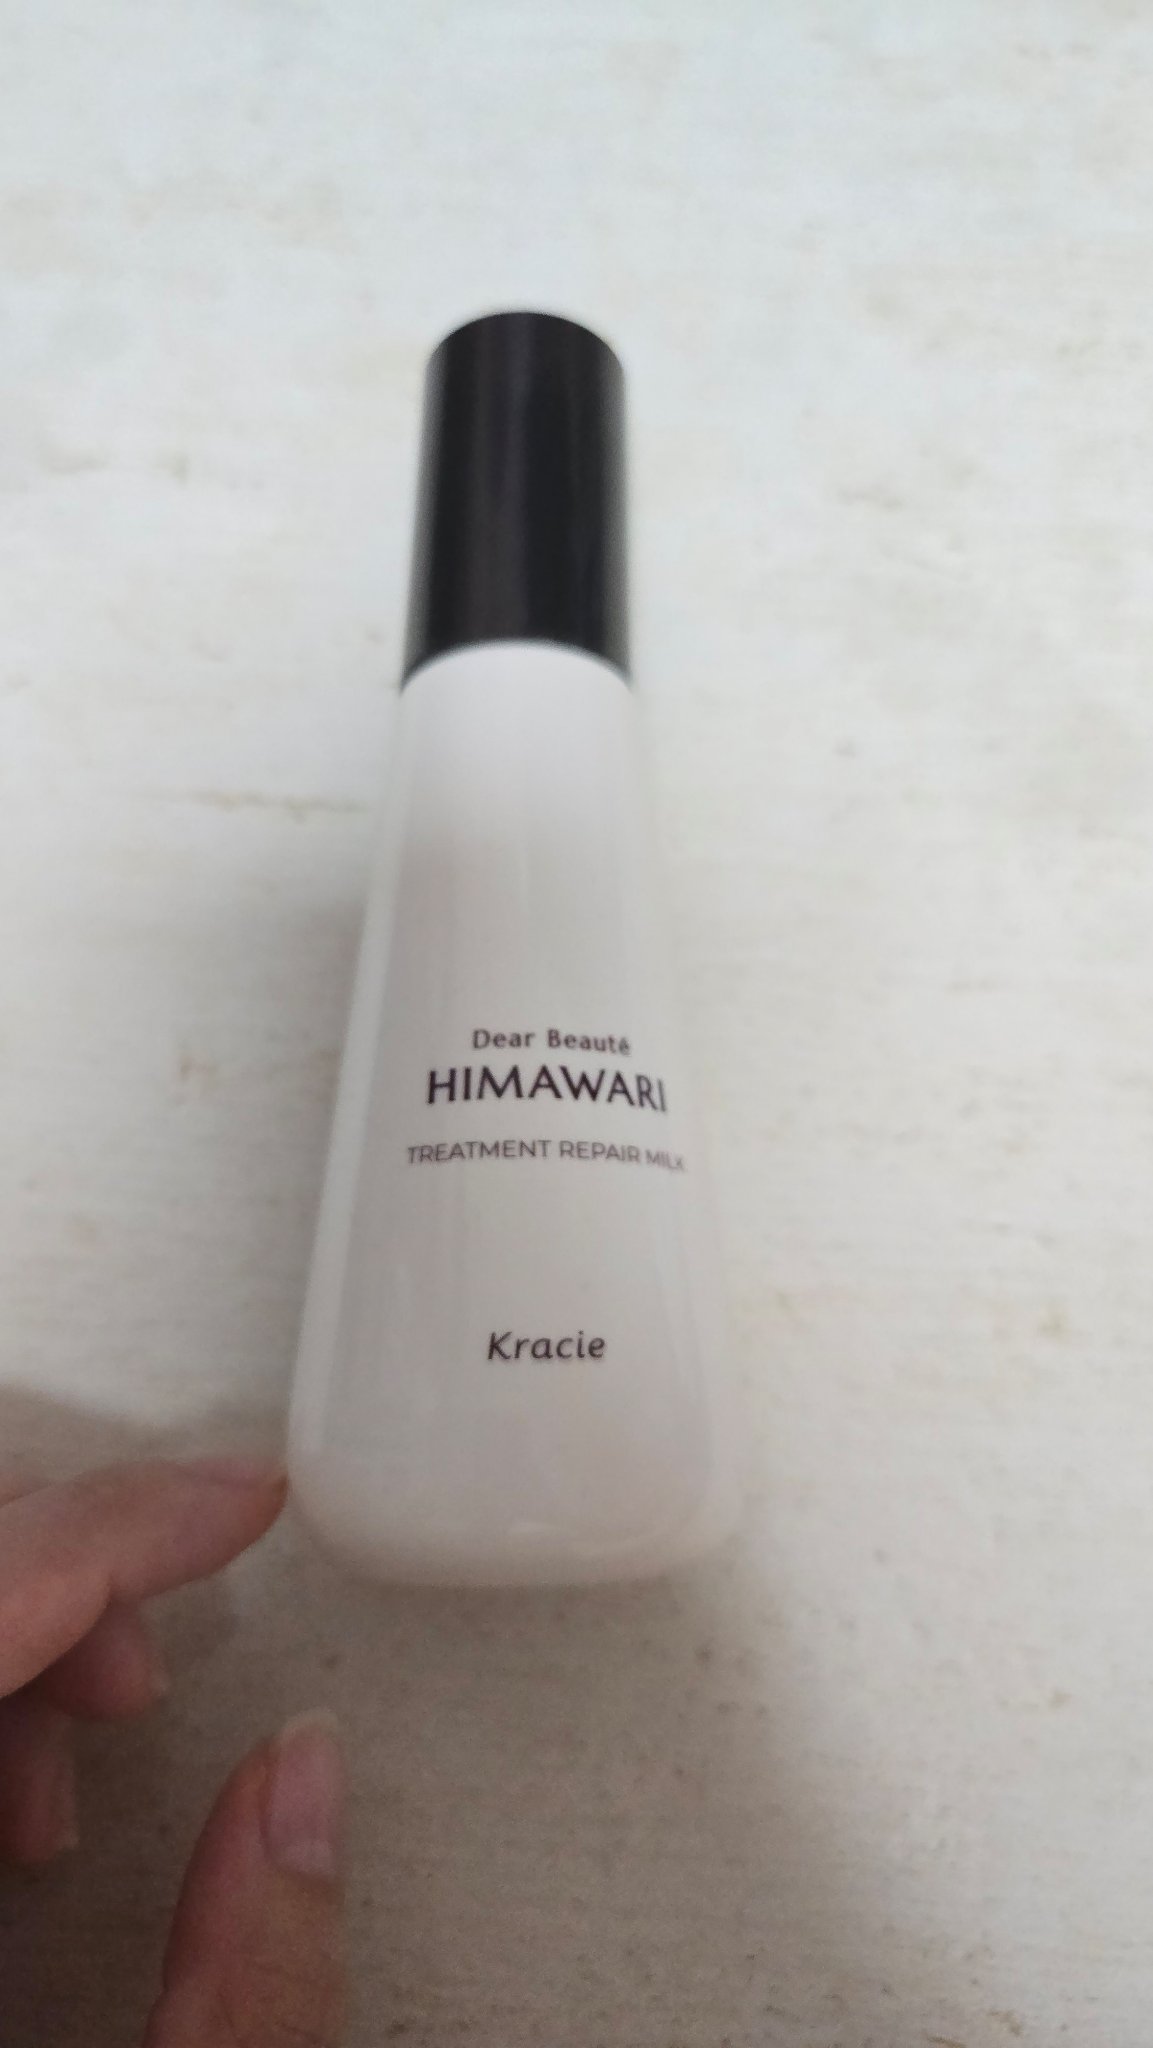 Dear Beauté
HIMAWARI
TREATMENT REPAIR MILK
Kracie